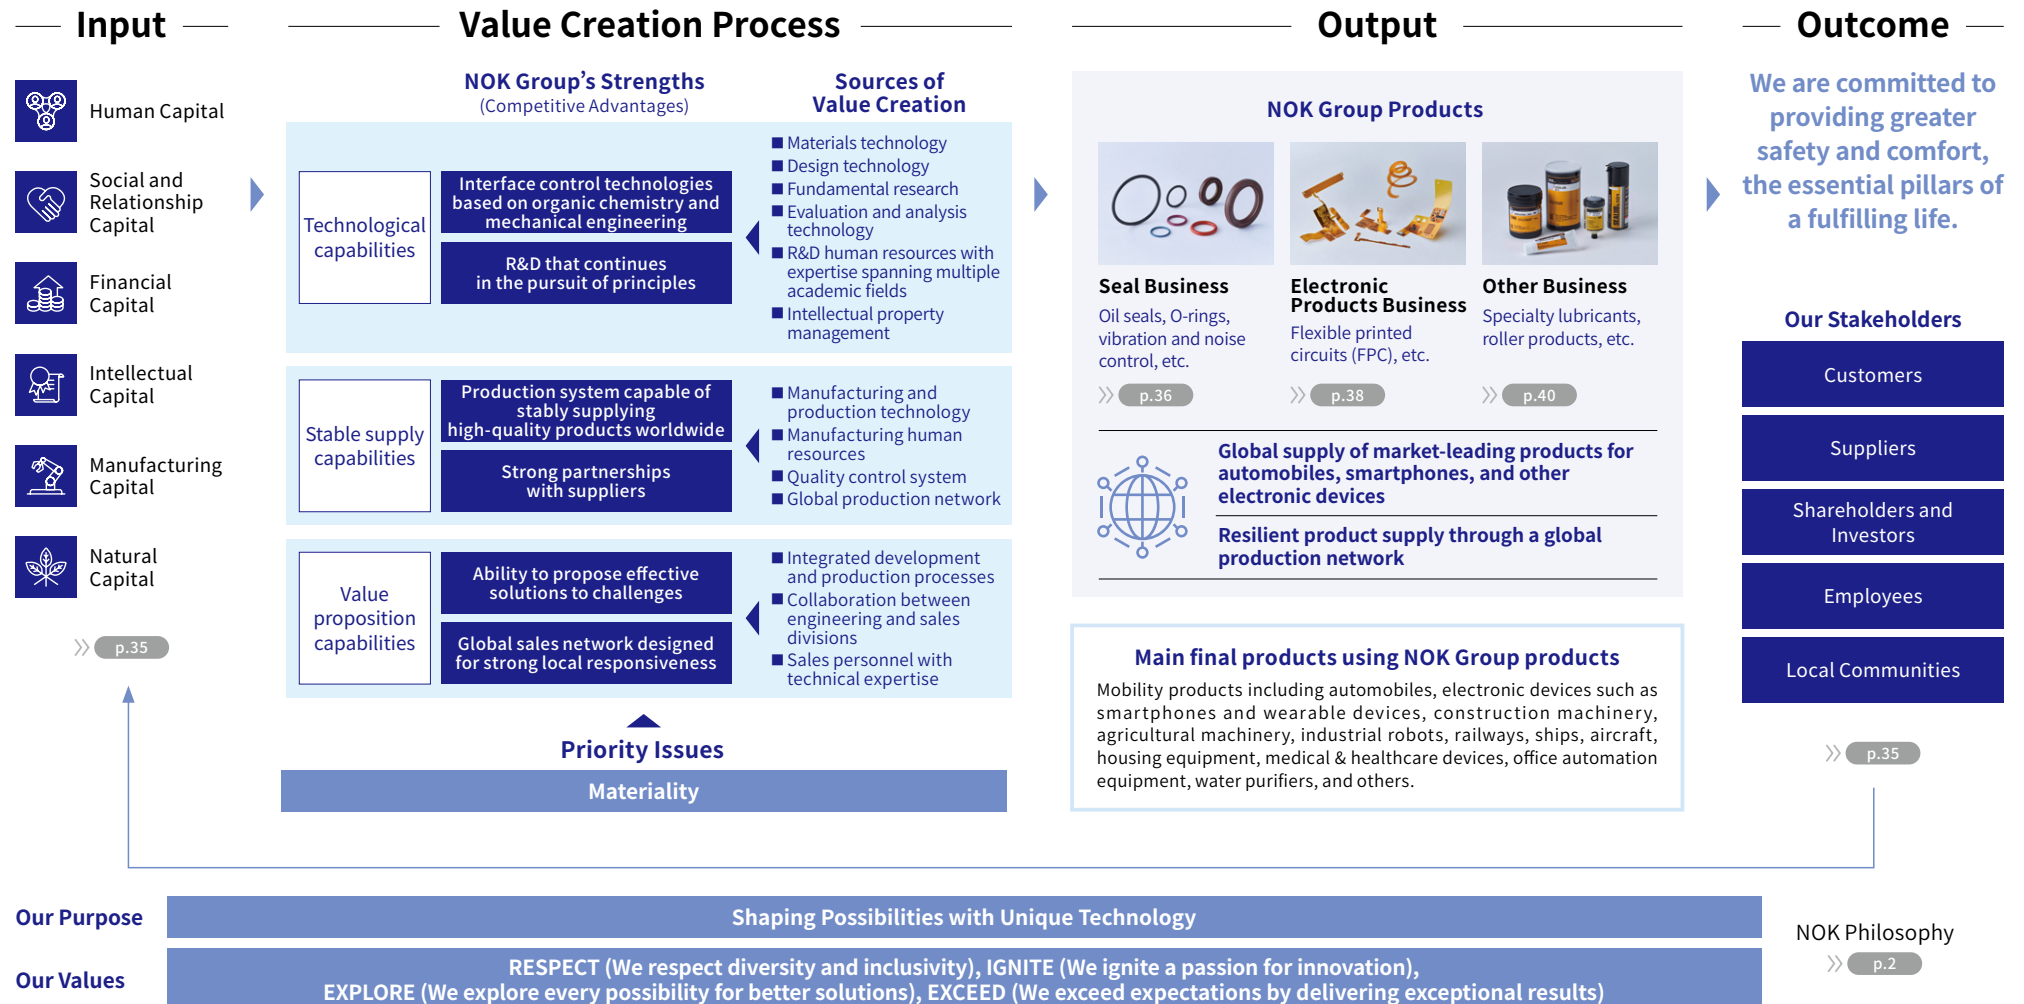 Input
Human Capital
Social and
Relationship
Capital
Financial
Capital
Intellectual
Capital
Manufacturing
Capital
Natural
Capital
p.35
Value Creation Process
NOK Group’s Strengths
(Competitive Advantages)
Sources of
Value Creation
Technological
capabilities
Interface control technologies
based on organic chemistry and
mechanical engineering
R&D that continues
in the pursuit of principles
Materials technology
Design technology
Fundamental research
Evaluation and analysis
technology
R&D human resources with
expertise spanning multiple
academic fields
Intellectual property
management
Stable supply
capabilities
Production system capable of
stably supplying
high-quality products worldwide
Strong partnerships
with suppliers
Manufacturing and
production technology
Manufacturing human
resources
Quality control system
Global production network
Value
proposition
capabilities
Ability to propose effective
solutions to challenges
Global sales network designed
for strong local responsiveness
Integrated development
and production processes
Collaboration between
engineering and sales
divisions
Sales personnel with
technical expertise
Priority Issues
Materiality
Output
NOK Group Products
Seal Business
Oil seals, O-rings,
vibration and noise
control, etc.
p.36
Electronic
Products Business
Flexible printed
circuits (FPC), etc.
p.38
Other Business
Specialty lubricants,
roller products, etc.
p.40
Global supply of market-leading products for
automobiles, smartphones, and other
electronic devices
Resilient product supply through a global
production network
Main final products using NOK Group products
Mobility products including automobiles, electronic devices such as
smartphones and wearable devices, construction machinery,
agricultural machinery, industrial robots, railways, ships, aircraft,
housing equipment, medical & healthcare devices, office automation
equipment, water purifiers, and others.
Outcome
We are committed to
providing greater
safety and comfort,
the essential pillars of
a fulfilling life.
Our Stakeholders
Customers
Suppliers
Shareholders and
Investors
Employees
Local Communities
p.35
Our Purpose
Shaping Possibilities with Unique Technology
Our Values
RESPECT (We respect diversity and inclusivity), IGNITE (We ignite a passion for innovation),
EXPLORE (We explore every possibility for better solutions), EXCEED (We exceed expectations by delivering exceptional results)
NOK Philosophy
p.2